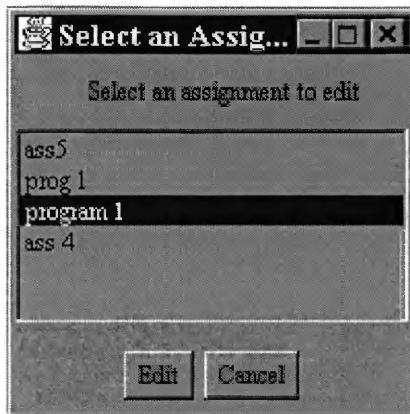 Select an Assig...
Select an assignment to edit
ass5
prog 1
program 1
ass 4
Edit Cancel